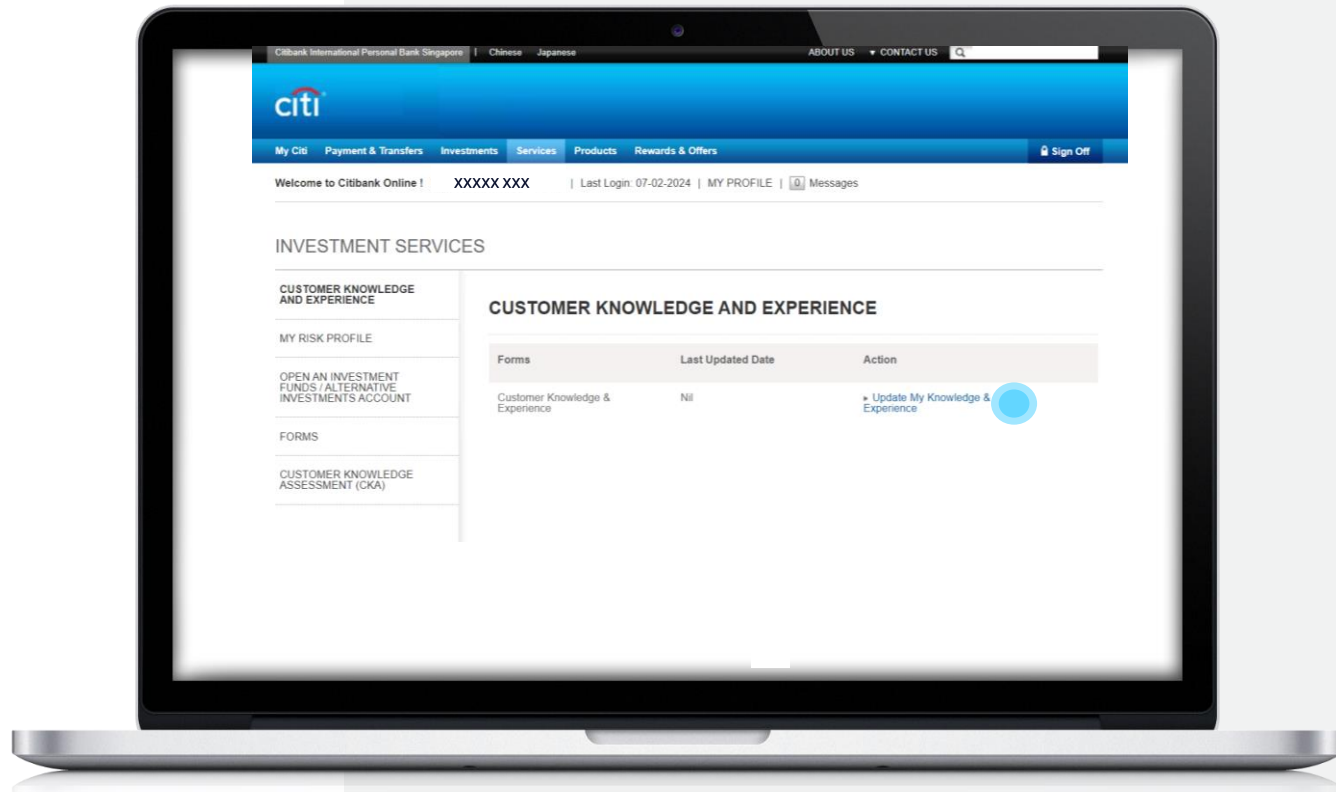 Citibank International Personal Bank Singapore | Chinese Japanese ABOUT US ▾ CONTACT US
citi
My Citi Payment & Transfers Investments Services Products Rewards & Offers Sign Off
Welcome to Citibank Online ! XXXXX XXX | Last Login: 07-02-2024 | MY PROFILE | 0 Messages
INVESTMENT SERVICES
CUSTOMER KNOWLEDGE
AND EXPERIENCE
MY RISK PROFILE
OPEN AN INVESTMENT
FUNDS / ALTERNATIVE
INVESTMENTS ACCOUNT
FORMS
CUSTOMER KNOWLEDGE
ASSESSMENT (CKA)
CUSTOMER KNOWLEDGE AND EXPERIENCE
Forms Last Updated Date Action
Customer Knowledge & Nil ▸ Update My Knowledge &
Experience Experience